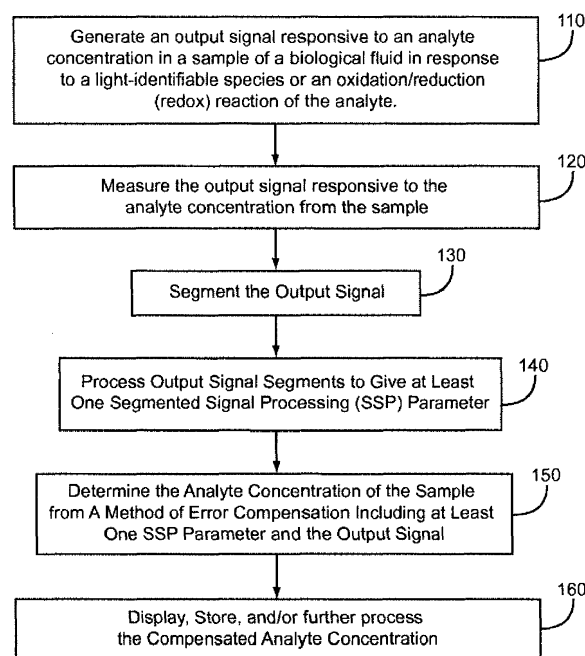 Generate an output signal responsive to an analyte
concentration in a sample of a biological fluid in response
to a light-identifiable species or an oxidation/reduction
(redox) reaction of the analyte.
110
Measure the output signal responsive to the
analyte concentration from the sample
120
Segment the Output Signal
130
Process Output Signal Segments to Give at Least
One Segmented Signal Processing (SSP) Parameter
140
Determine the Analyte Concentration of the Sample
from A Method of Error Compensation Including at Least
One SSP Parameter and the Output Signal
150
Display, Store, and/or further process
the Compensated Analyte Concentration
160